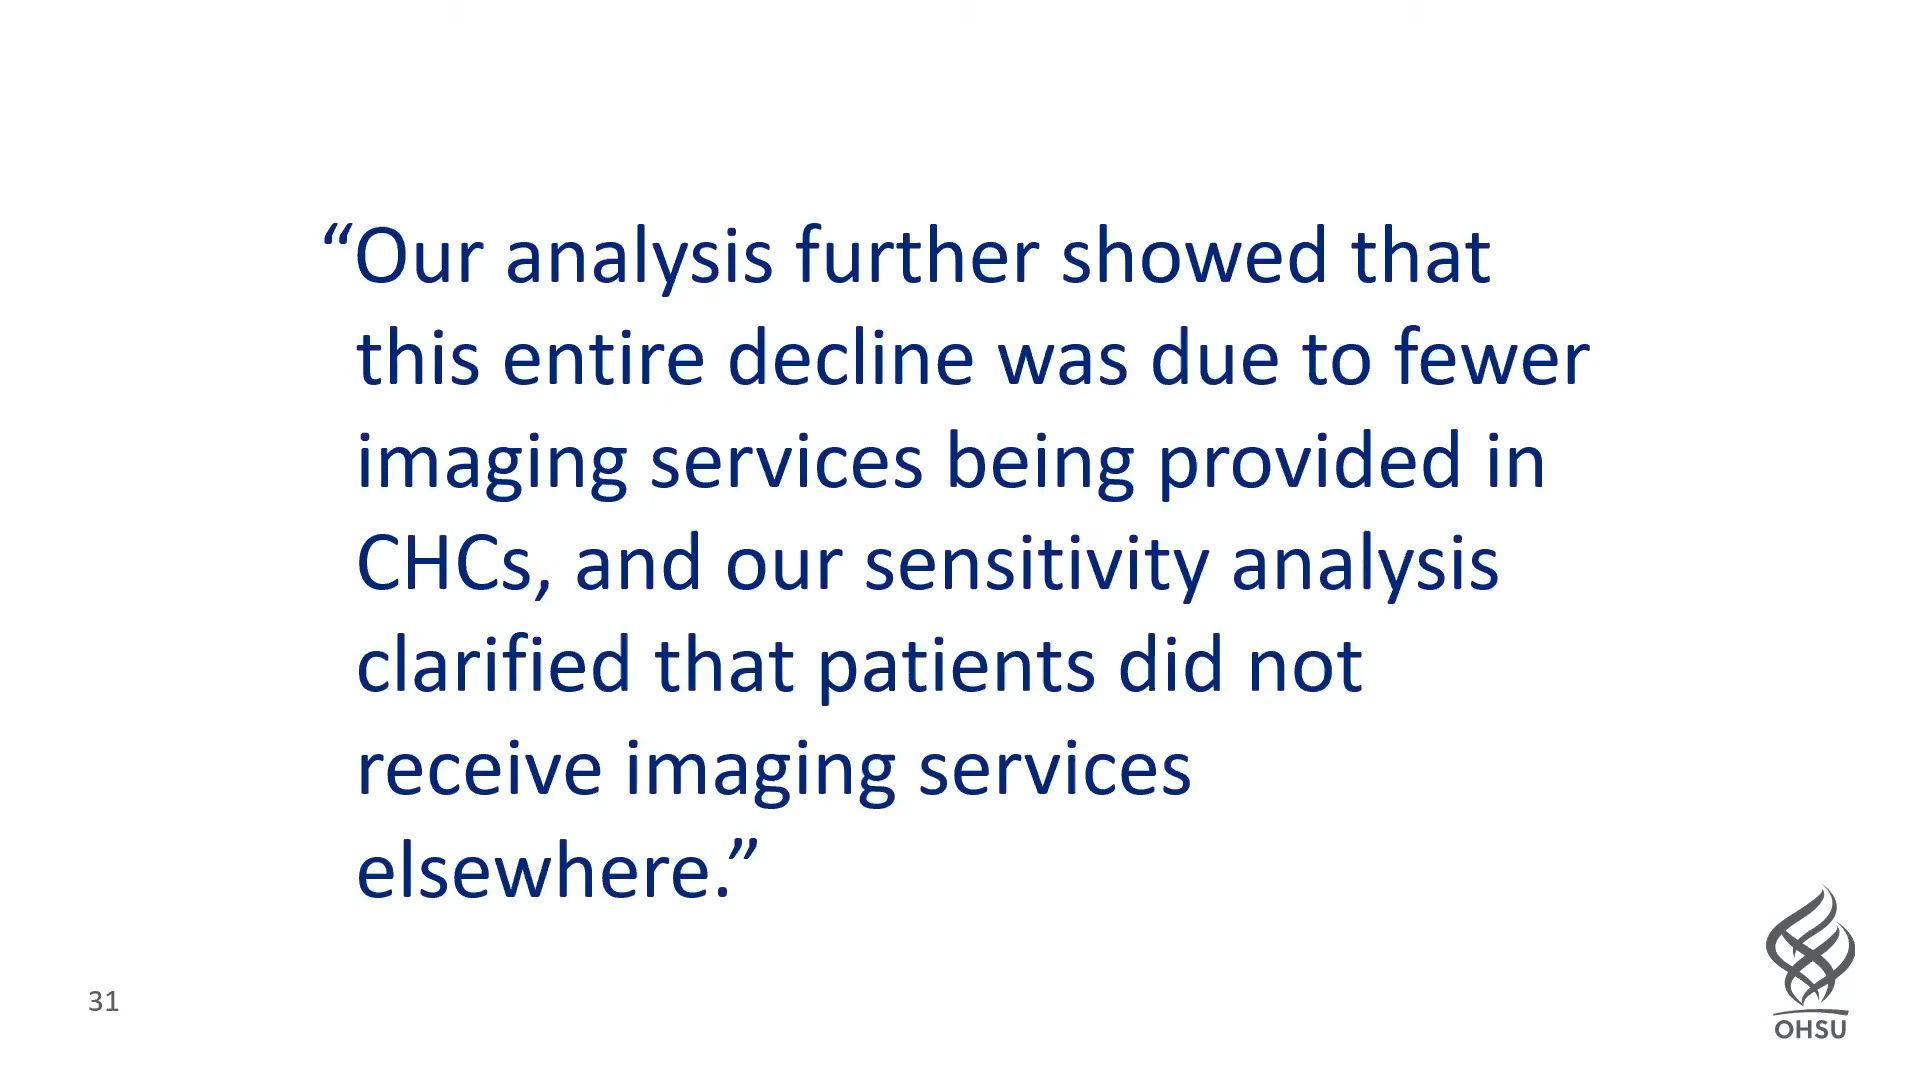 “Our analysis further showed that
this entire decline was due to fewer
imaging services being provided in
CHCs, and our sensitivity analysis
clarified that patients did not
receive imaging services
elsewhere.”
31
OHSU